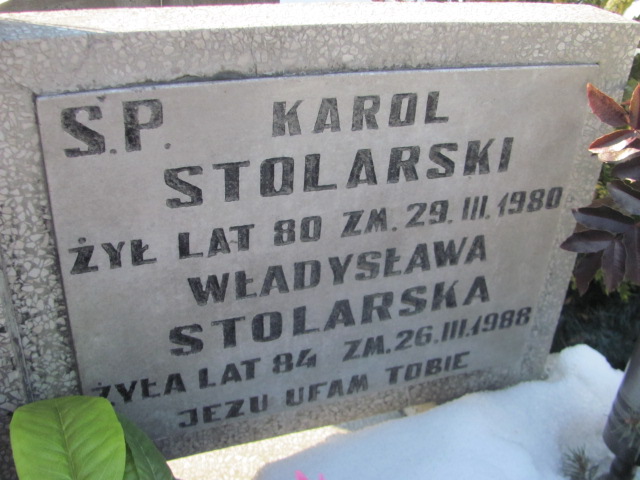 Ś.P. KAROL
STOLARSKI
ŻYŁ LAT 80 ZM. 29.III.1980
WŁADYSŁAWA
STOLARSKA
ŻYŁA LAT 84 ZM. 26.III.1988
JEZU UFAM TOBIE